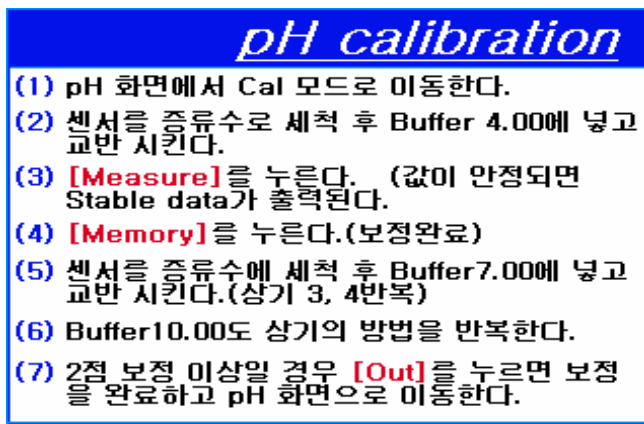 pH calibration
(1) pH 화면에서 Cal 모드로 이동한다.
(2) 센서를 증류수로 세척 후 Buffer 4.00에 넣고
교반 시킨다.
(3) [Measure]를 누른다. (값이 안정되면
Stable data가 출력된다.
(4) [Memory]를 누른다.(보정완료)
(5) 센서를 증류수에 세척 후 Buffer7.00에 넣고
교반 시킨다.(상기 3, 4반복)
(6) Buffer10.00도 상기의 방법을 반복한다.
(7) 2점 보정 이상일 경우 [Out]를 누르면 보정
을 완료하고 pH 화면으로 이동한다.